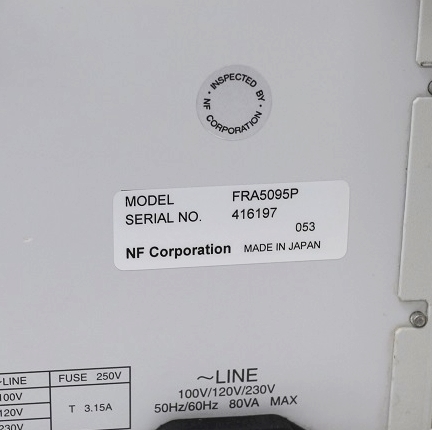 INSPECTED BY
NF CORPORATION
MODEL FRA5095P
SERIAL NO. 416197
053
NF Corporation MADE IN JAPAN
~LINE FUSE 250V
100V
120V T 3.15A
230V
~LINE
100V/120V/230V
50Hz/60Hz 80VA MAX